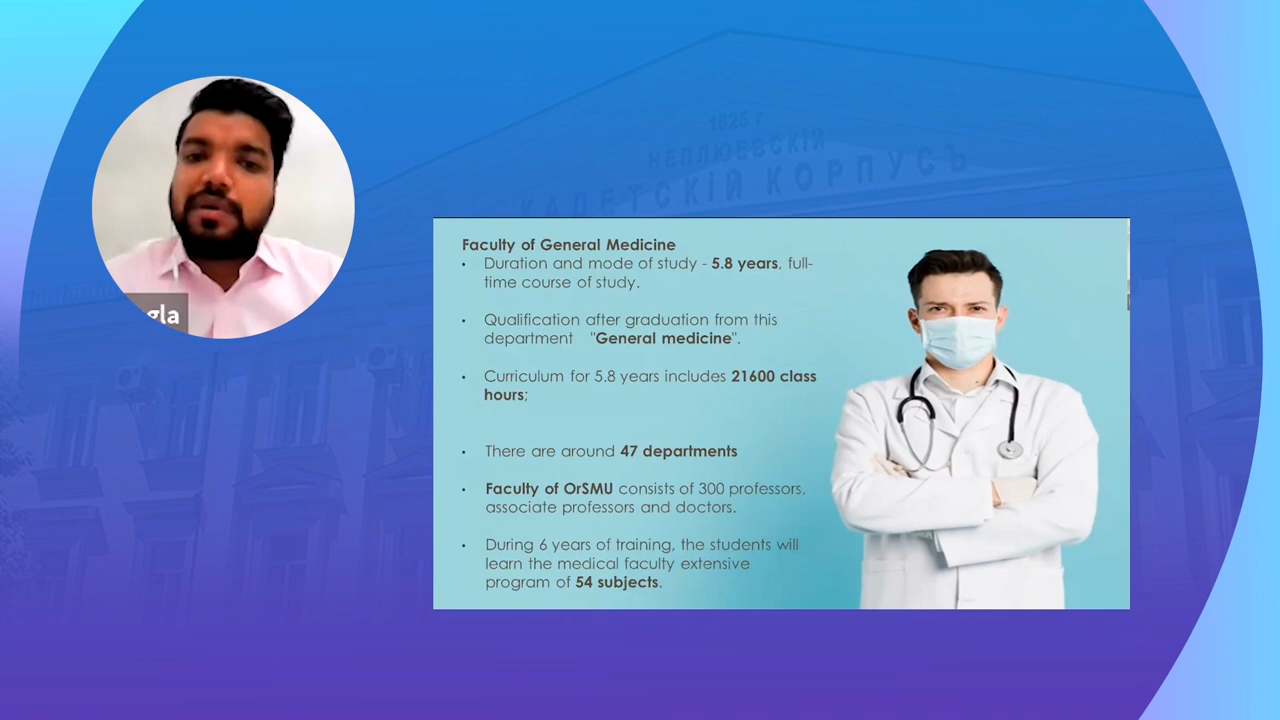 1825 г
НЕПЛЮЕВСКІЙ
КАДЕТСКІЙ КОРПУСЪ
gla
Faculty of General Medicine
• Duration and mode of study - 5.8 years, full-
time course of study.
• Qualification after graduation from this
department "General medicine".
• Curriculum for 5.8 years includes 21600 class
hours;
• There are around 47 departments
• Faculty of OrSMU consists of 300 professors,
associate professors and doctors.
• During 6 years of training, the students will
learn the medical faculty extensive
program of 54 subjects.